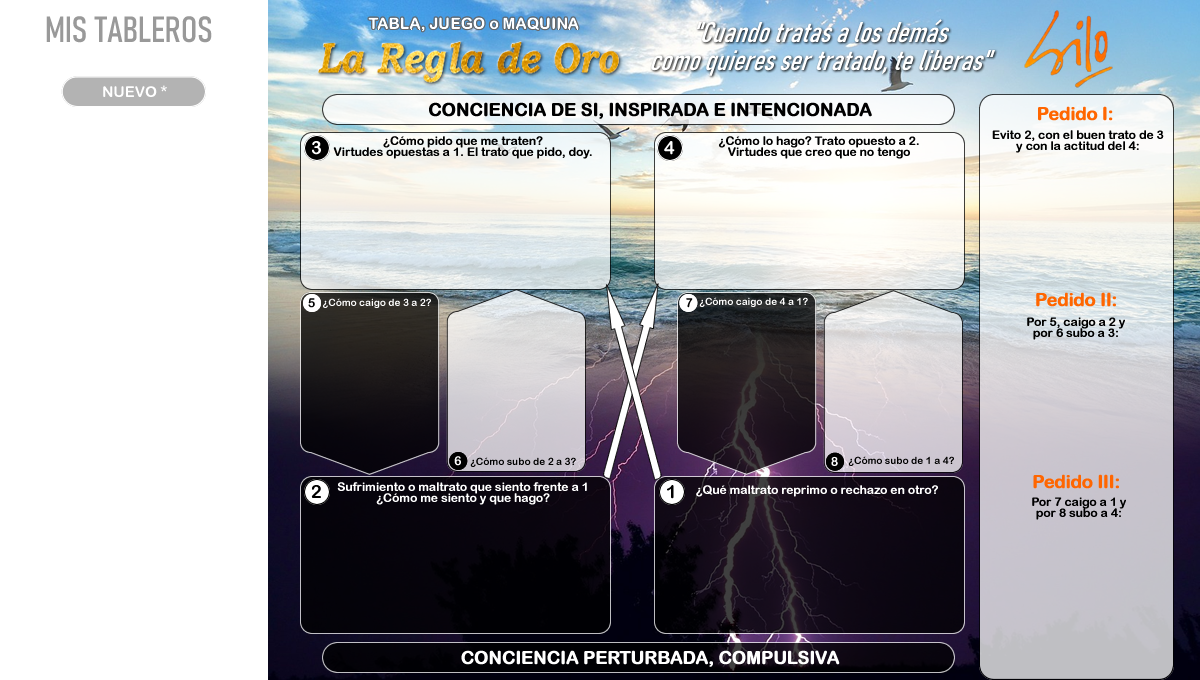 MIS TABLEROS
NUEVO *
TABLA, JUEGO o MAQUINA
La Regla de Oro
"Cuando tratas a los demás
como quieres ser tratado, te liberas"
Silo
CONCIENCIA DE SI, INSPIRADA E INTENCIONADA
3
¿Cómo pido que me traten?
Virtudes opuestas a 1. El trato que pido, doy.
4
¿Cómo lo hago? Trato opuesto a 2.
Virtudes que creo que no tengo
5
¿Cómo caigo de 3 a 2?
6
¿Cómo subo de 2 a 3?
7
¿Cómo caigo de 4 a 1?
8
¿Cómo subo de 1 a 4?
2
Sufrimiento o maltrato que siento frente a 1
¿Cómo me siento y que hago?
1
¿Qué maltrato reprimo o rechazo en otro?
CONCIENCIA PERTURBADA, COMPULSIVA
Pedido I:
Evito 2, con el buen trato de 3
y con la actitud del 4:
Pedido II:
Por 5, caigo a 2 y
por 6 subo a 3:
Pedido III:
Por 7 caigo a 1 y
por 8 subo a 4: